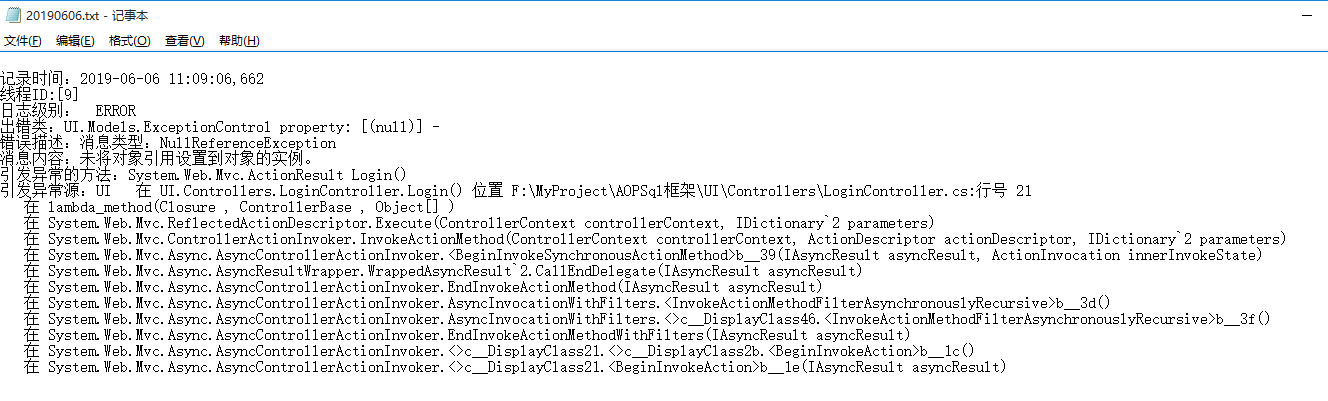 20190606.txt - 记事本
文件(F) 编辑(E) 格式(O) 查看(V) 帮助(H)
记录时间：2019-06-06 11:09:06,662
线程ID:[9]
日志级别： ERROR
出错类：UI.Models.ExceptionControl property: [(null)] -
错误描述：消息类型：NullReferenceException
消息内容：未将对象引用设置到对象的实例。
引发异常的方法：System.Web.Mvc.ActionResult Login()
引发异常源：UI 在 UI.Controllers.LoginController.Login() 位置 F:\MyProject\AOPSql框架\UI\Controllers\LoginController.cs:行号 21
在 lambda_method(Closure , ControllerBase , Object[] )
在 System.Web.Mvc.ReflectedActionDescriptor.Execute(ControllerContext controllerContext, IDictionary`2 parameters)
在 System.Web.Mvc.ControllerActionInvoker.InvokeActionMethod(ControllerContext controllerContext, ActionDescriptor actionDescriptor, IDictionary`2 parameters)
在 System.Web.Mvc.Async.AsyncControllerActionInvoker.<BeginInvokeSynchronousActionMethod>b__39(IAsyncResult asyncResult, ActionInvocation innerInvokeState)
在 System.Web.Mvc.Async.AsyncResultWrapper.WrappedAsyncResult`2.CallEndDelegate(IAsyncResult asyncResult)
在 System.Web.Mvc.Async.AsyncControllerActionInvoker.EndInvokeActionMethod(IAsyncResult asyncResult)
在 System.Web.Mvc.Async.AsyncControllerActionInvoker.AsyncInvocationWithFilters.<InvokeActionMethodFilterAsynchronouslyRecursive>b__3d()
在 System.Web.Mvc.Async.AsyncControllerActionInvoker.AsyncInvocationWithFilters.<>c__DisplayClass46.<InvokeActionMethodFilterAsynchronouslyRecursive>b__3f()
在 System.Web.Mvc.Async.AsyncControllerActionInvoker.EndInvokeActionMethodWithFilters(IAsyncResult asyncResult)
在 System.Web.Mvc.Async.AsyncControllerActionInvoker.<>c__DisplayClass21.<>c__DisplayClass2b.<BeginInvokeAction>b__1c()
在 System.Web.Mvc.Async.AsyncControllerActionInvoker.<>c__DisplayClass21.<BeginInvokeAction>b__1e(IAsyncResult asyncResult)